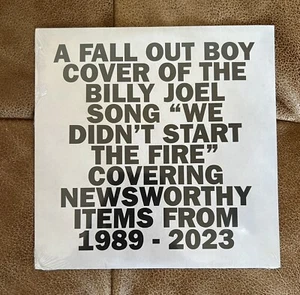 A FALL OUT BOY
COVER OF THE
BILLY JOEL
SONG “WE
DIDN'T START
THE FIRE”
COVERING
NEWSWORTHY
ITEMS FROM
1989 - 2023